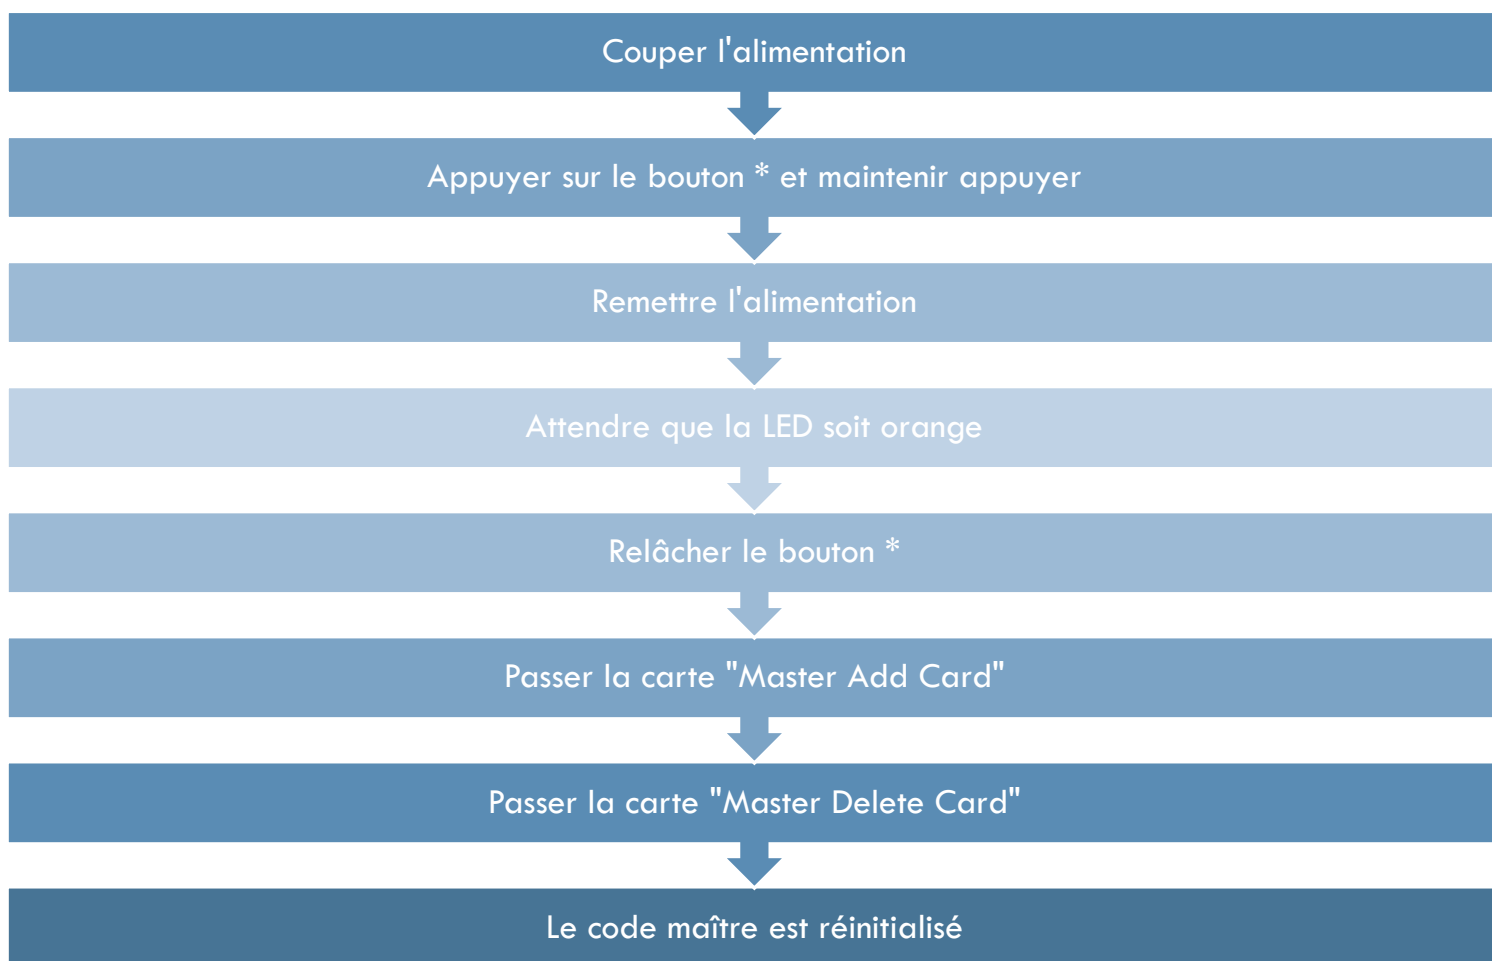 Couper l'alimentation
Appuyer sur le bouton * et maintenir appuyer
Remettre l'alimentation
Attendre que la LED soit orange
Relâcher le bouton *
Passer la carte "Master Add Card"
Passer la carte "Master Delete Card"
Le code maître est réinitialisé